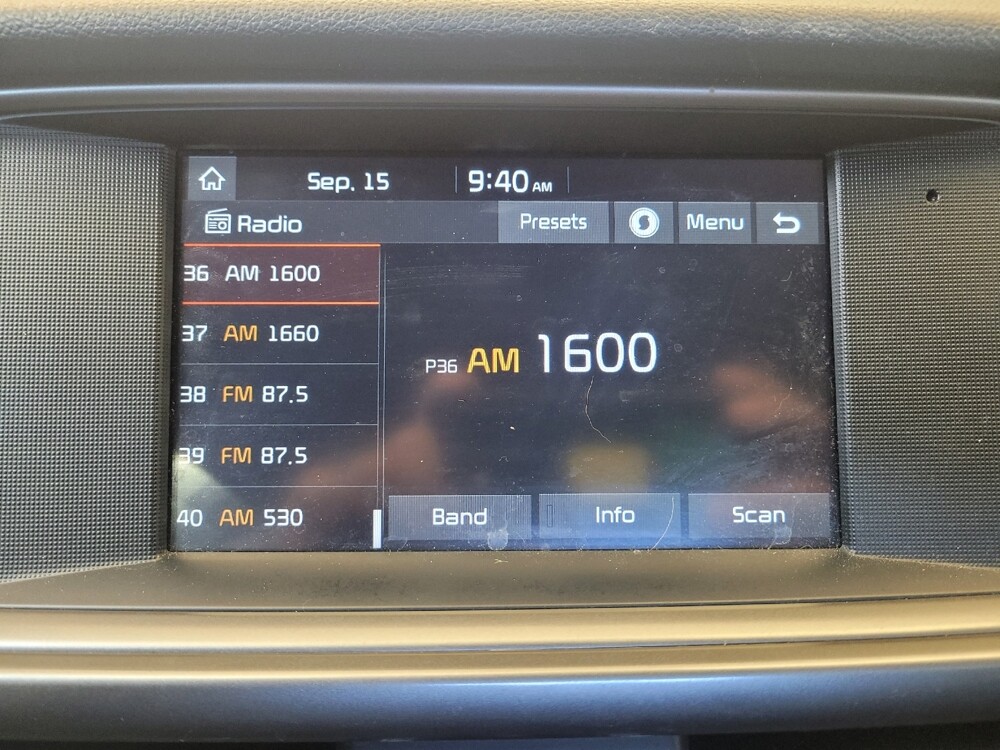 Sep. 15 9:40 AM
Radio Presets Menu
36 AM 1600
37 AM 1660
38 FM 87.5
39 FM 87.5
40 AM 530
P36 AM 1600
Band Info Scan